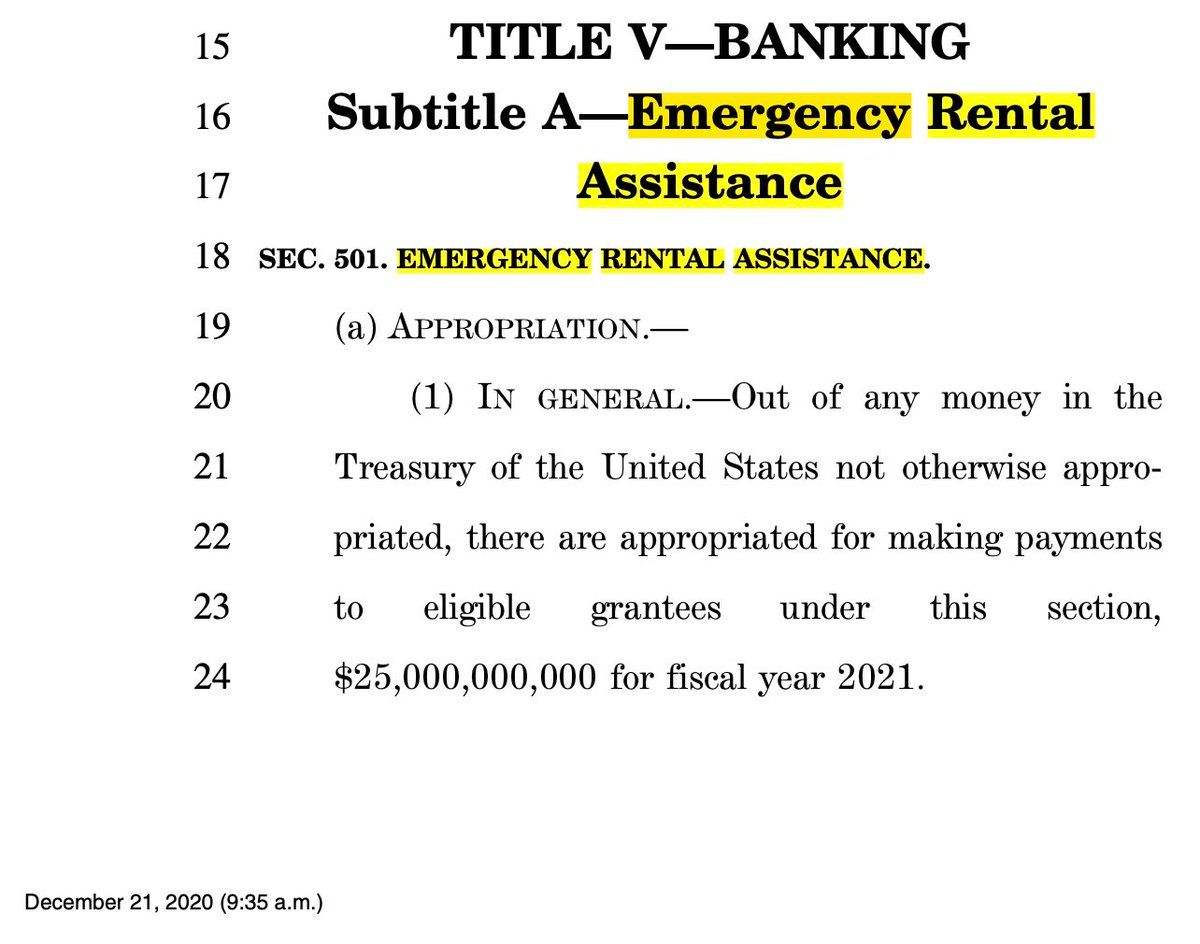 15 TITLE V—BANKING
16 Subtitle A—Emergency Rental
17 Assistance
18 SEC. 501. EMERGENCY RENTAL ASSISTANCE.
19 (a) APPROPRIATION.—
20 (1) IN GENERAL.—Out of any money in the
21 Treasury of the United States not otherwise appro-
22 priated, there are appropriated for making payments
23 to eligible grantees under this section,
24 $25,000,000,000 for fiscal year 2021.
December 21, 2020 (9:35 a.m.)